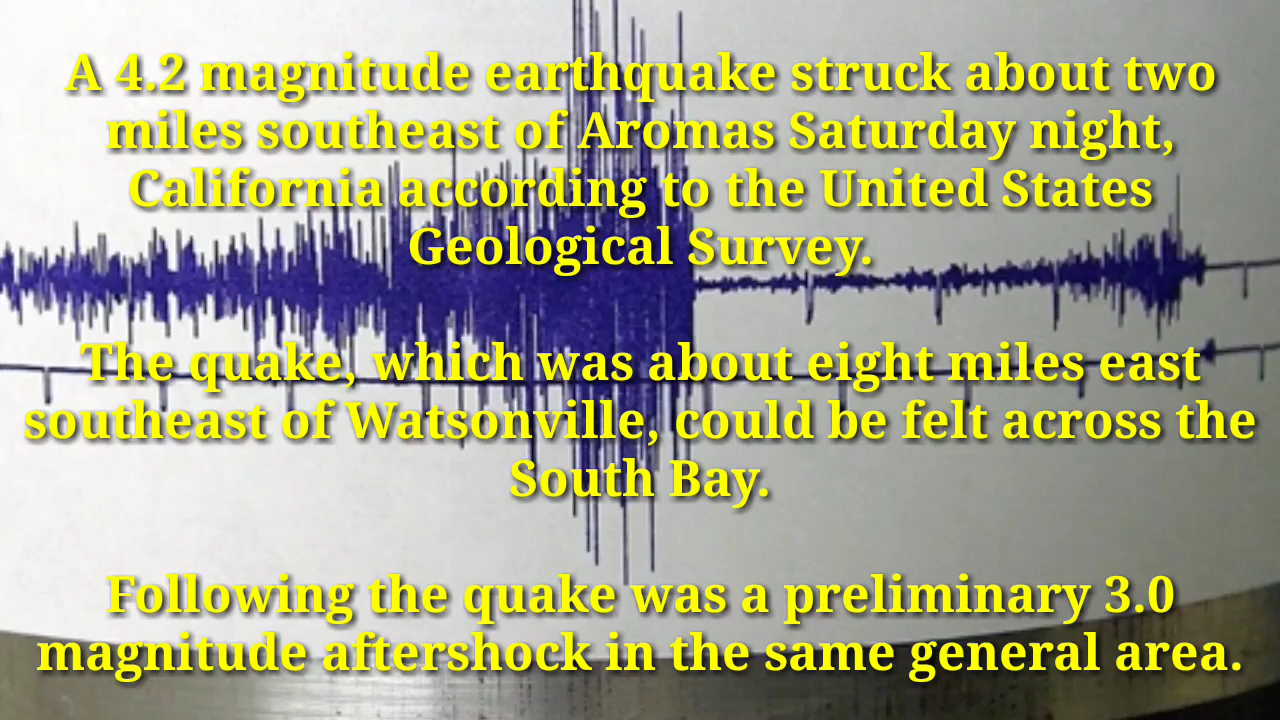 A 4.2 magnitude earthquake struck about two
miles southeast of Aromas Saturday night,
California according to the United States
Geological Survey.
The quake, which was about eight miles east
southeast of Watsonville, could be felt across the
South Bay.
Following the quake was a preliminary 3.0
magnitude aftershock in the same general area.